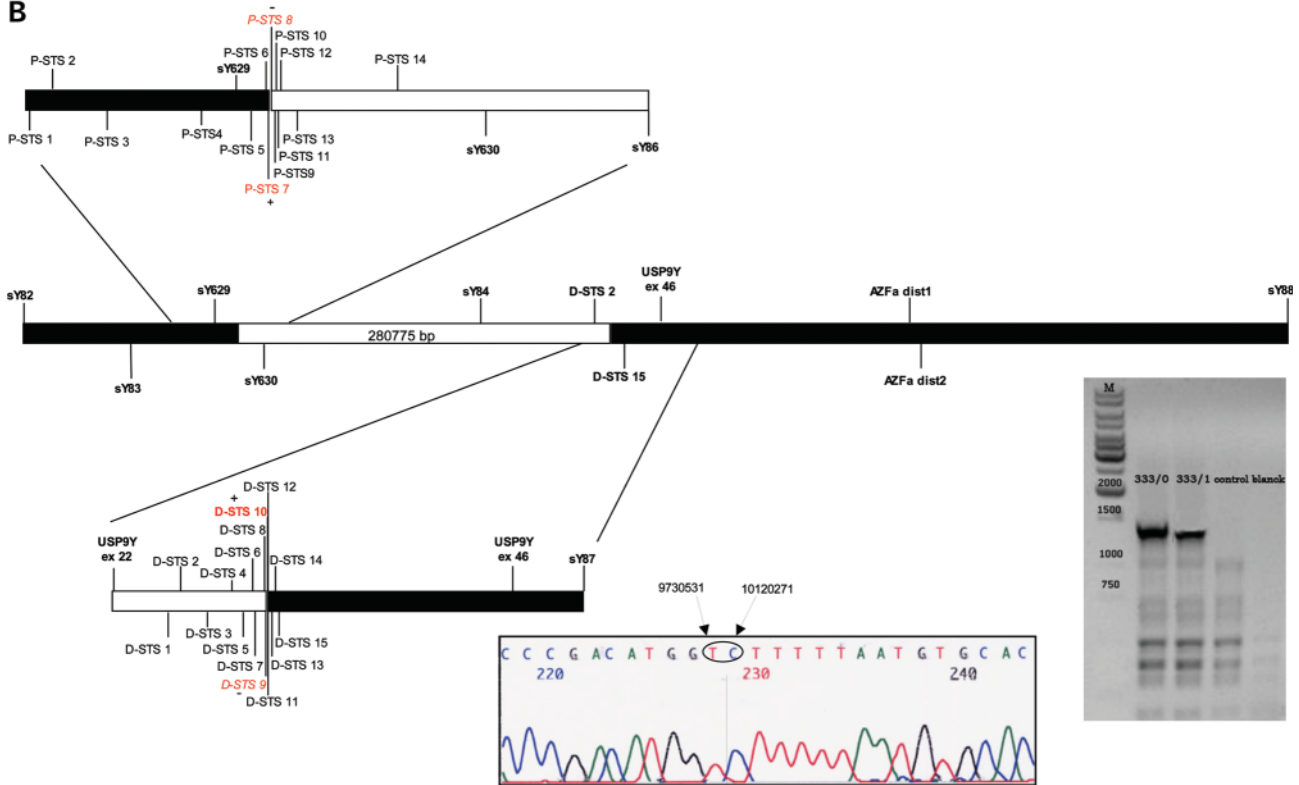 B
-
P-STS 8
P-STS 10
P-STS 6
P-STS 12
P-STS 2
sY629
P-STS 14
P-STS 1
P-STS 3
P-STS4
P-STS 5
P-STS 13
P-STS 11
P-STS9
P-STS 7
+
sY630
sY86
sY82
sY629
sY84
D-STS 2
USP9Y
ex 46
AZFa dist1
sY88
280775 bp
sY83
sY630
D-STS 15
AZFa dist2
D-STS 12
+
D-STS 10
D-STS 8
USP9Y
ex 22
D-STS 2
D-STS 6
D-STS 4
D-STS 14
USP9Y
ex 46
sY87
D-STS 1
D-STS 3
D-STS 5
D-STS 7
D-STS 15
D-STS 13
D-STS 9
-
D-STS 11
9730531
10120271
C C C G A C A T G G T C T T T T T A A T G T G C A C
220 230 240
M
333/0 333/1 control blanck
2000
1500
1000
750